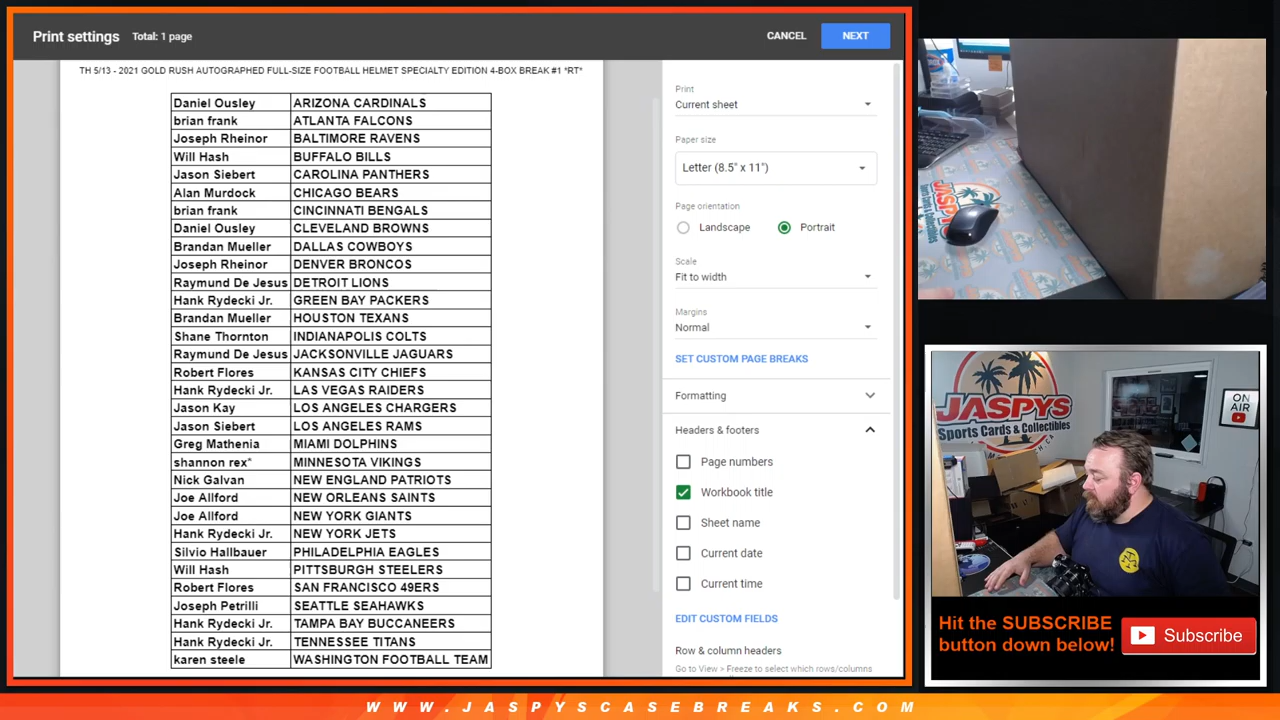 Print settings Total: 1 page CANCEL NEXT
TH 5/13 - 2021 GOLD RUSH AUTOGRAPHED FULL-SIZE FOOTBALL HELMET SPECIALTY EDITION 4-BOX BREAK #1 *RT*
Daniel Ousley ARIZONA CARDINALS
brian frank ATLANTA FALCONS
Joseph Rheinor BALTIMORE RAVENS
Will Hash BUFFALO BILLS
Jason Siebert CAROLINA PANTHERS
Alan Murdock CHICAGO BEARS
brian frank CINCINNATI BENGALS
Daniel Ousley CLEVELAND BROWNS
Brandan Mueller DALLAS COWBOYS
Joseph Rheinor DENVER BRONCOS
Raymund De Jesus DETROIT LIONS
Hank Rydecki Jr. GREEN BAY PACKERS
Brandan Mueller HOUSTON TEXANS
Shane Thornton INDIANAPOLIS COLTS
Raymund De Jesus JACKSONVILLE JAGUARS
Robert Flores KANSAS CITY CHIEFS
Hank Rydecki Jr. LAS VEGAS RAIDERS
Jason Kay LOS ANGELES CHARGERS
Jason Siebert LOS ANGELES RAMS
Greg Mathenia MIAMI DOLPHINS
shannon rex* MINNESOTA VIKINGS
Nick Galvan NEW ENGLAND PATRIOTS
Joe Allford NEW ORLEANS SAINTS
Joe Allford NEW YORK GIANTS
Hank Rydecki Jr. NEW YORK JETS
Silvio Hallbauer PHILADELPHIA EAGLES
Will Hash PITTSBURGH STEELERS
Robert Flores SAN FRANCISCO 49ERS
Joseph Petrilli SEATTLE SEAHAWKS
Hank Rydecki Jr. TAMPA BAY BUCCANEERS
Hank Rydecki Jr. TENNESSEE TITANS
karen steele WASHINGTON FOOTBALL TEAM
Print
Current sheet
Paper size
Letter (8.5" x 11")
Page orientation
Landscape Portrait
Scale
Fit to width
Margins
Normal
SET CUSTOM PAGE BREAKS
Formatting
Headers & footers
Page numbers
Workbook title
Sheet name
Current date
Current time
EDIT CUSTOM FIELDS
Row & column headers
Go to View > Freeze to select which rows/columns
JASPYS
JASPYS
Sports Cards & Collectibles
ON
AIR
Hit the SUBSCRIBE
button down below!
Subscribe
WWW.JASPYSCASEBREAKS.COM